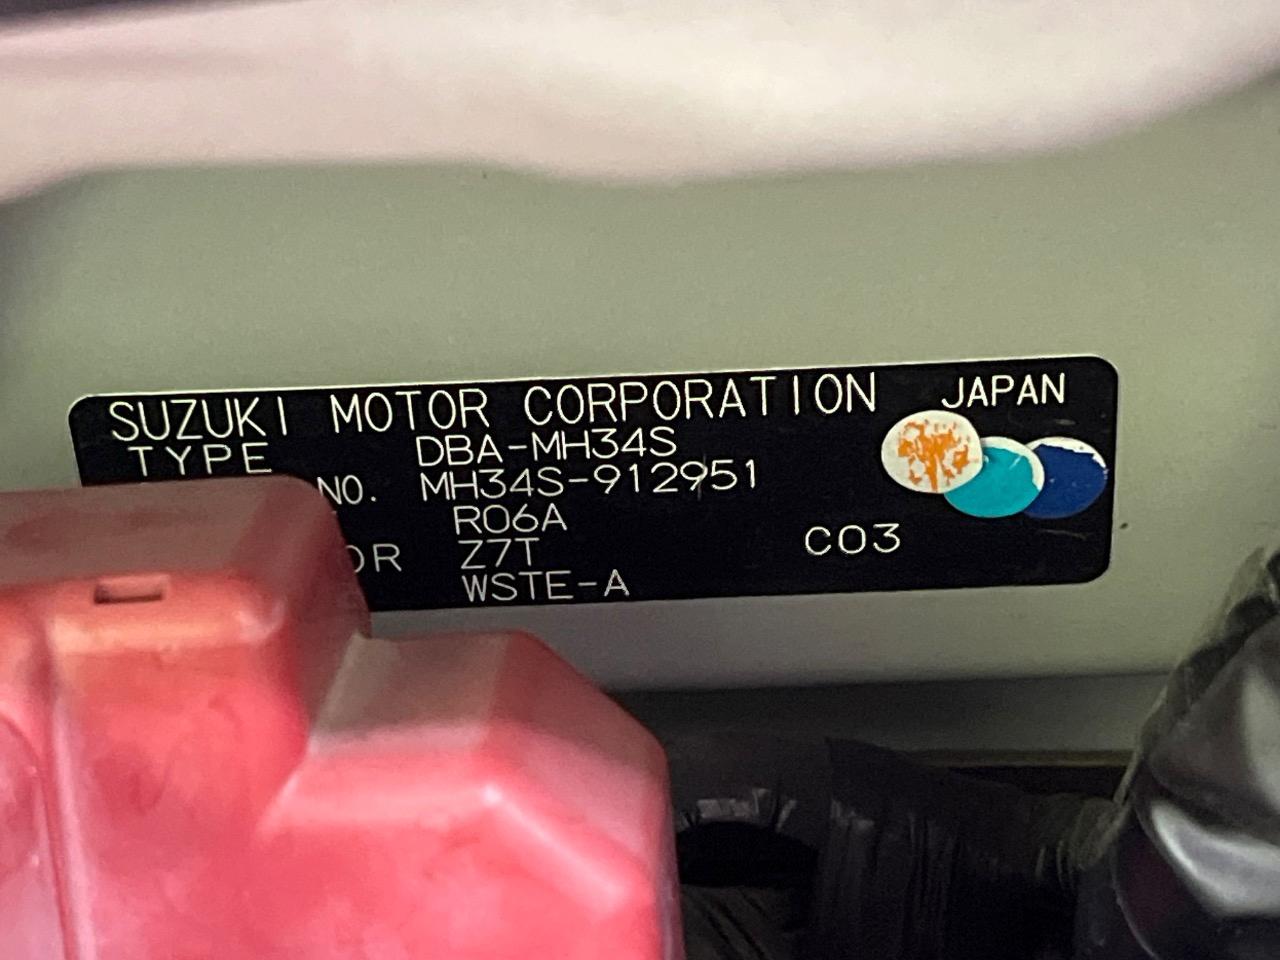 SUZUKI MOTOR CORPORATION JAPAN
TYPE DBA-MH34S
NO. MH34S-912951
R06A
OR Z7T C03
WSTE-A